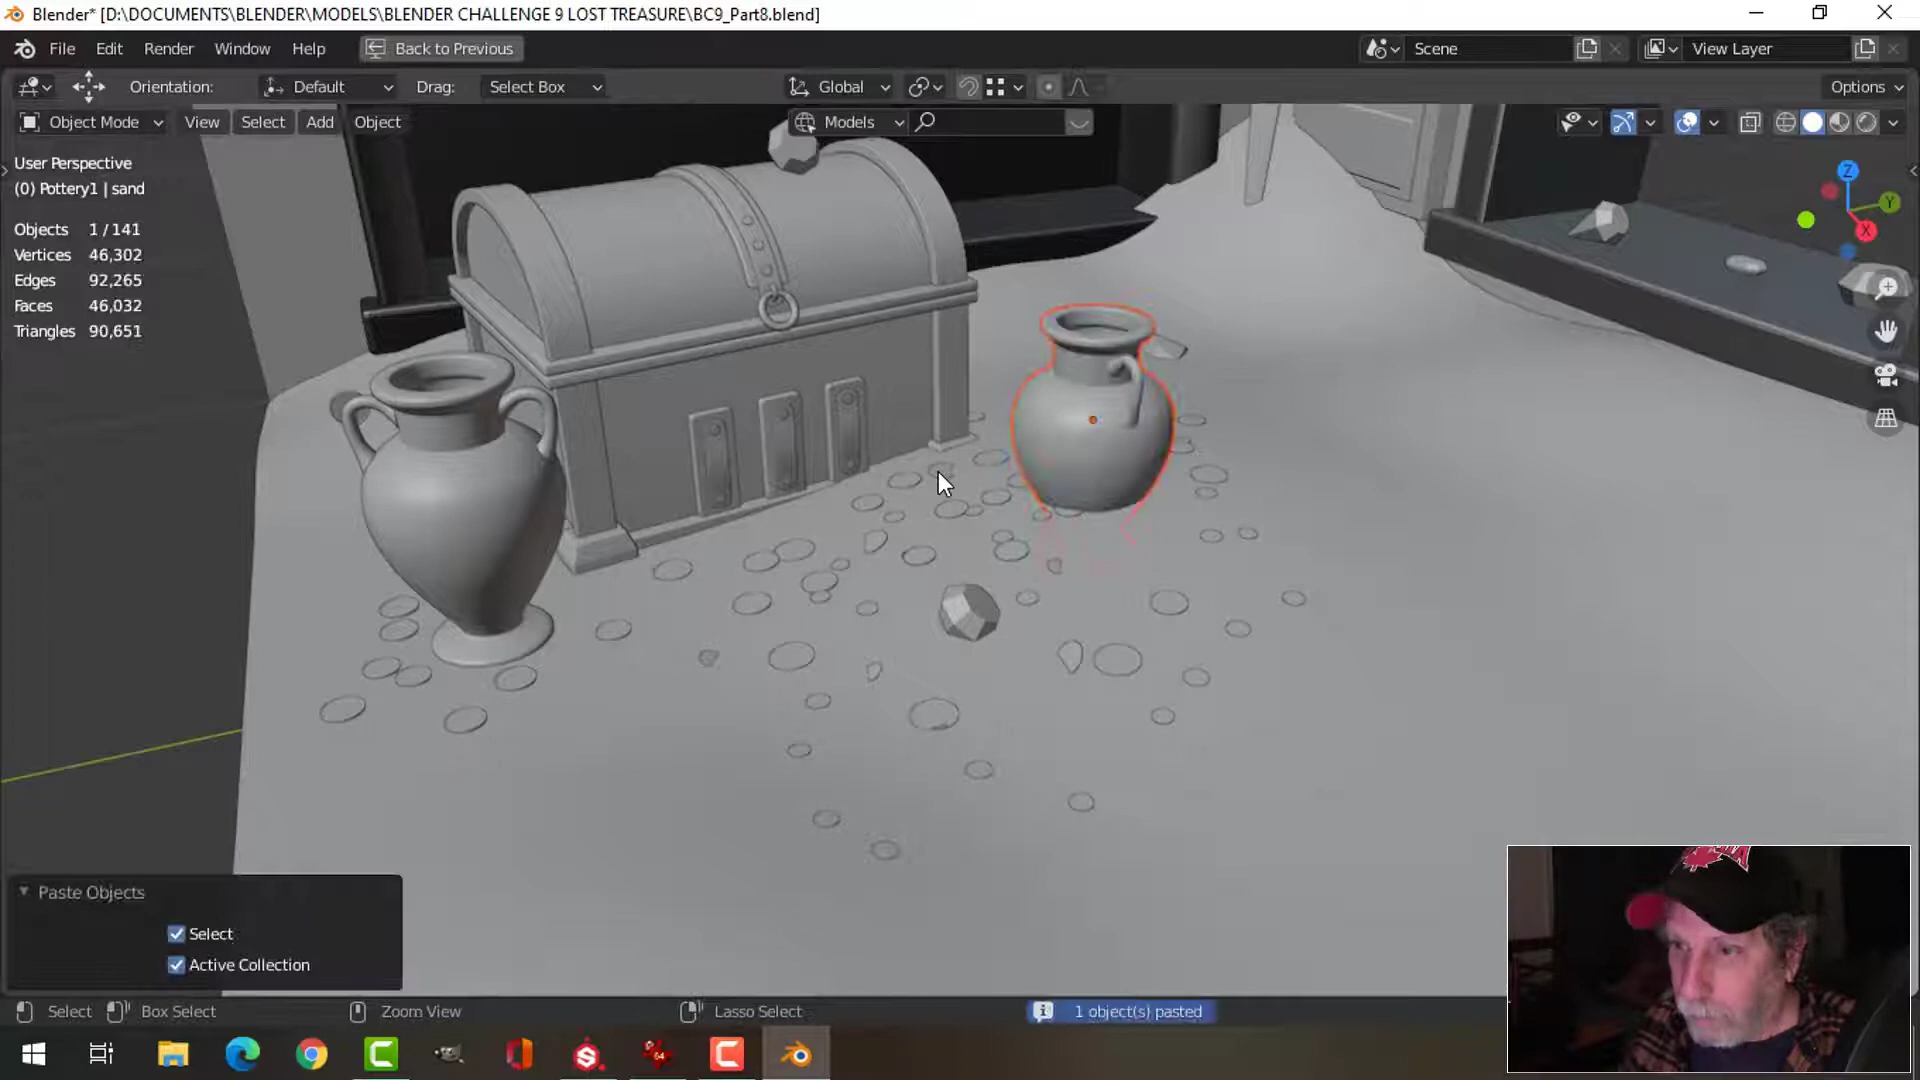 Blender* [D:\DOCUMENTS\BLENDER\MODELS\BLENDER CHALLENGE 9 LOST TREASURE\BC9_Part8.blend]
File Edit Render Window Help Back to Previous Scene View Layer
Orientation: Default Drag: Select Box Global Options
Object Mode View Select Add Object Models
User Perspective
(0) Pottery1 | sand
Objects 1 / 141
Vertices 46,302
Edges 92,265
Faces 46,032
Triangles 90,651
Z
Y
X
Paste Objects
Select
Active Collection
Select Box Select Zoom View Lasso Select 1 object(s) pasted